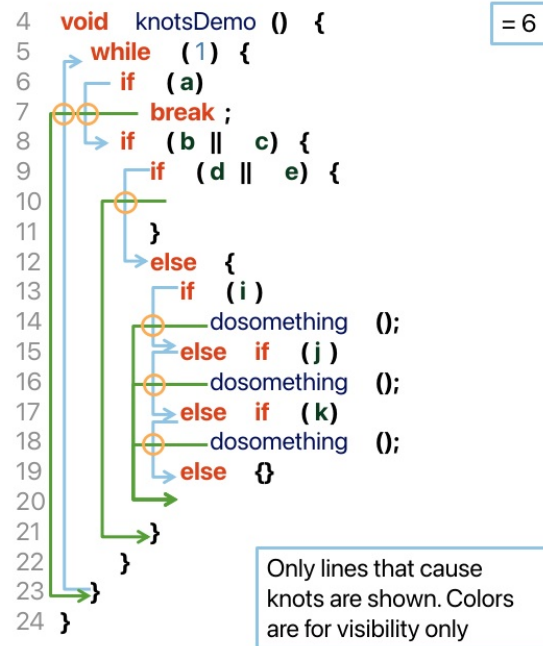 4 void knotsDemo () {
= 6
5 while (1) {
6 if (a)
7 break ;
8 if (b || c) {
9 if (d || e) {
10
11 }
12 else {
13 if (i)
14 dosomething ();
15 else if (j)
16 dosomething ();
17 else if (k)
18 dosomething ();
19 else {}
20
21 }
22 }
23 }
24 }
Only lines that cause
knots are shown. Colors
are for visibility only